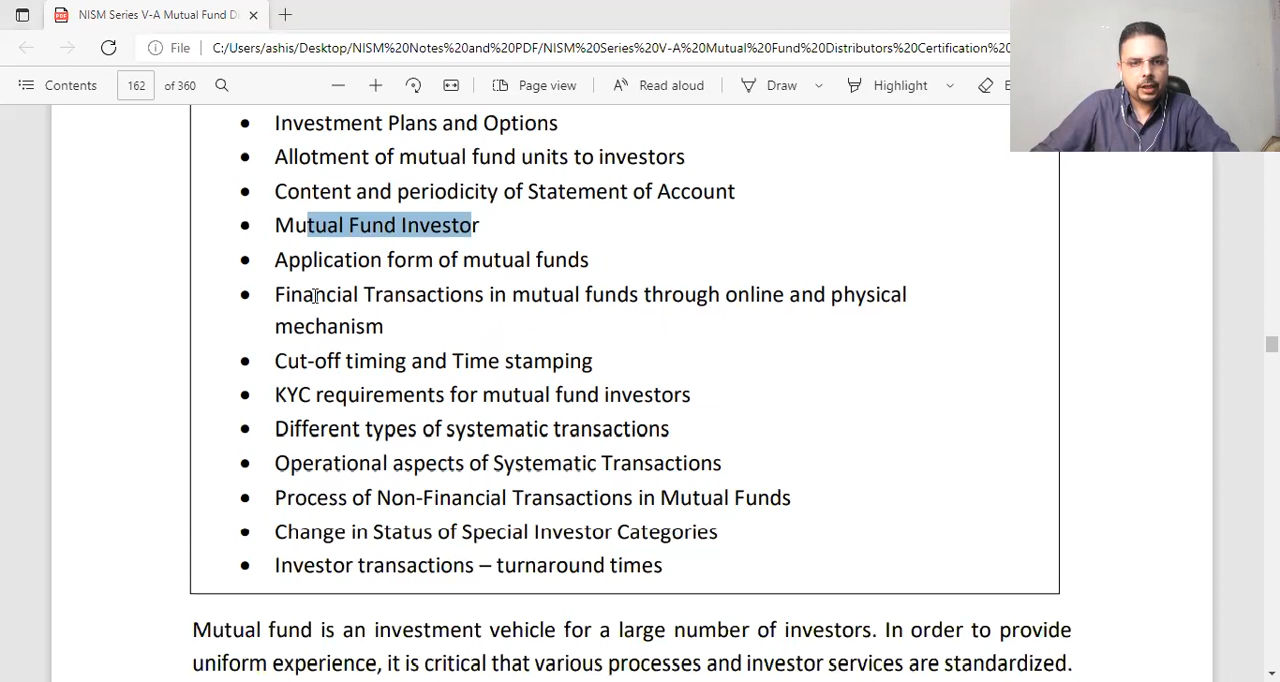 NISM Series V-A Mutual Fund D
File C:/Users/ashis/Desktop/NISM%20Notes%20and%20PDF/NISM%20Series%20V-A%20Mutual%20Fund%20Distributors%20Certification%20
Contents 162 of 360 Page view Read aloud Draw Highlight E
• Investment Plans and Options
• Allotment of mutual fund units to investors
• Content and periodicity of Statement of Account
• Mutual Fund Investor
• Application form of mutual funds
• Financial Transactions in mutual funds through online and physical
mechanism
• Cut-off timing and Time stamping
• KYC requirements for mutual fund investors
• Different types of systematic transactions
• Operational aspects of Systematic Transactions
• Process of Non-Financial Transactions in Mutual Funds
• Change in Status of Special Investor Categories
• Investor transactions – turnaround times
Mutual fund is an investment vehicle for a large number of investors. In order to provide
uniform experience, it is critical that various processes and investor services are standardized.